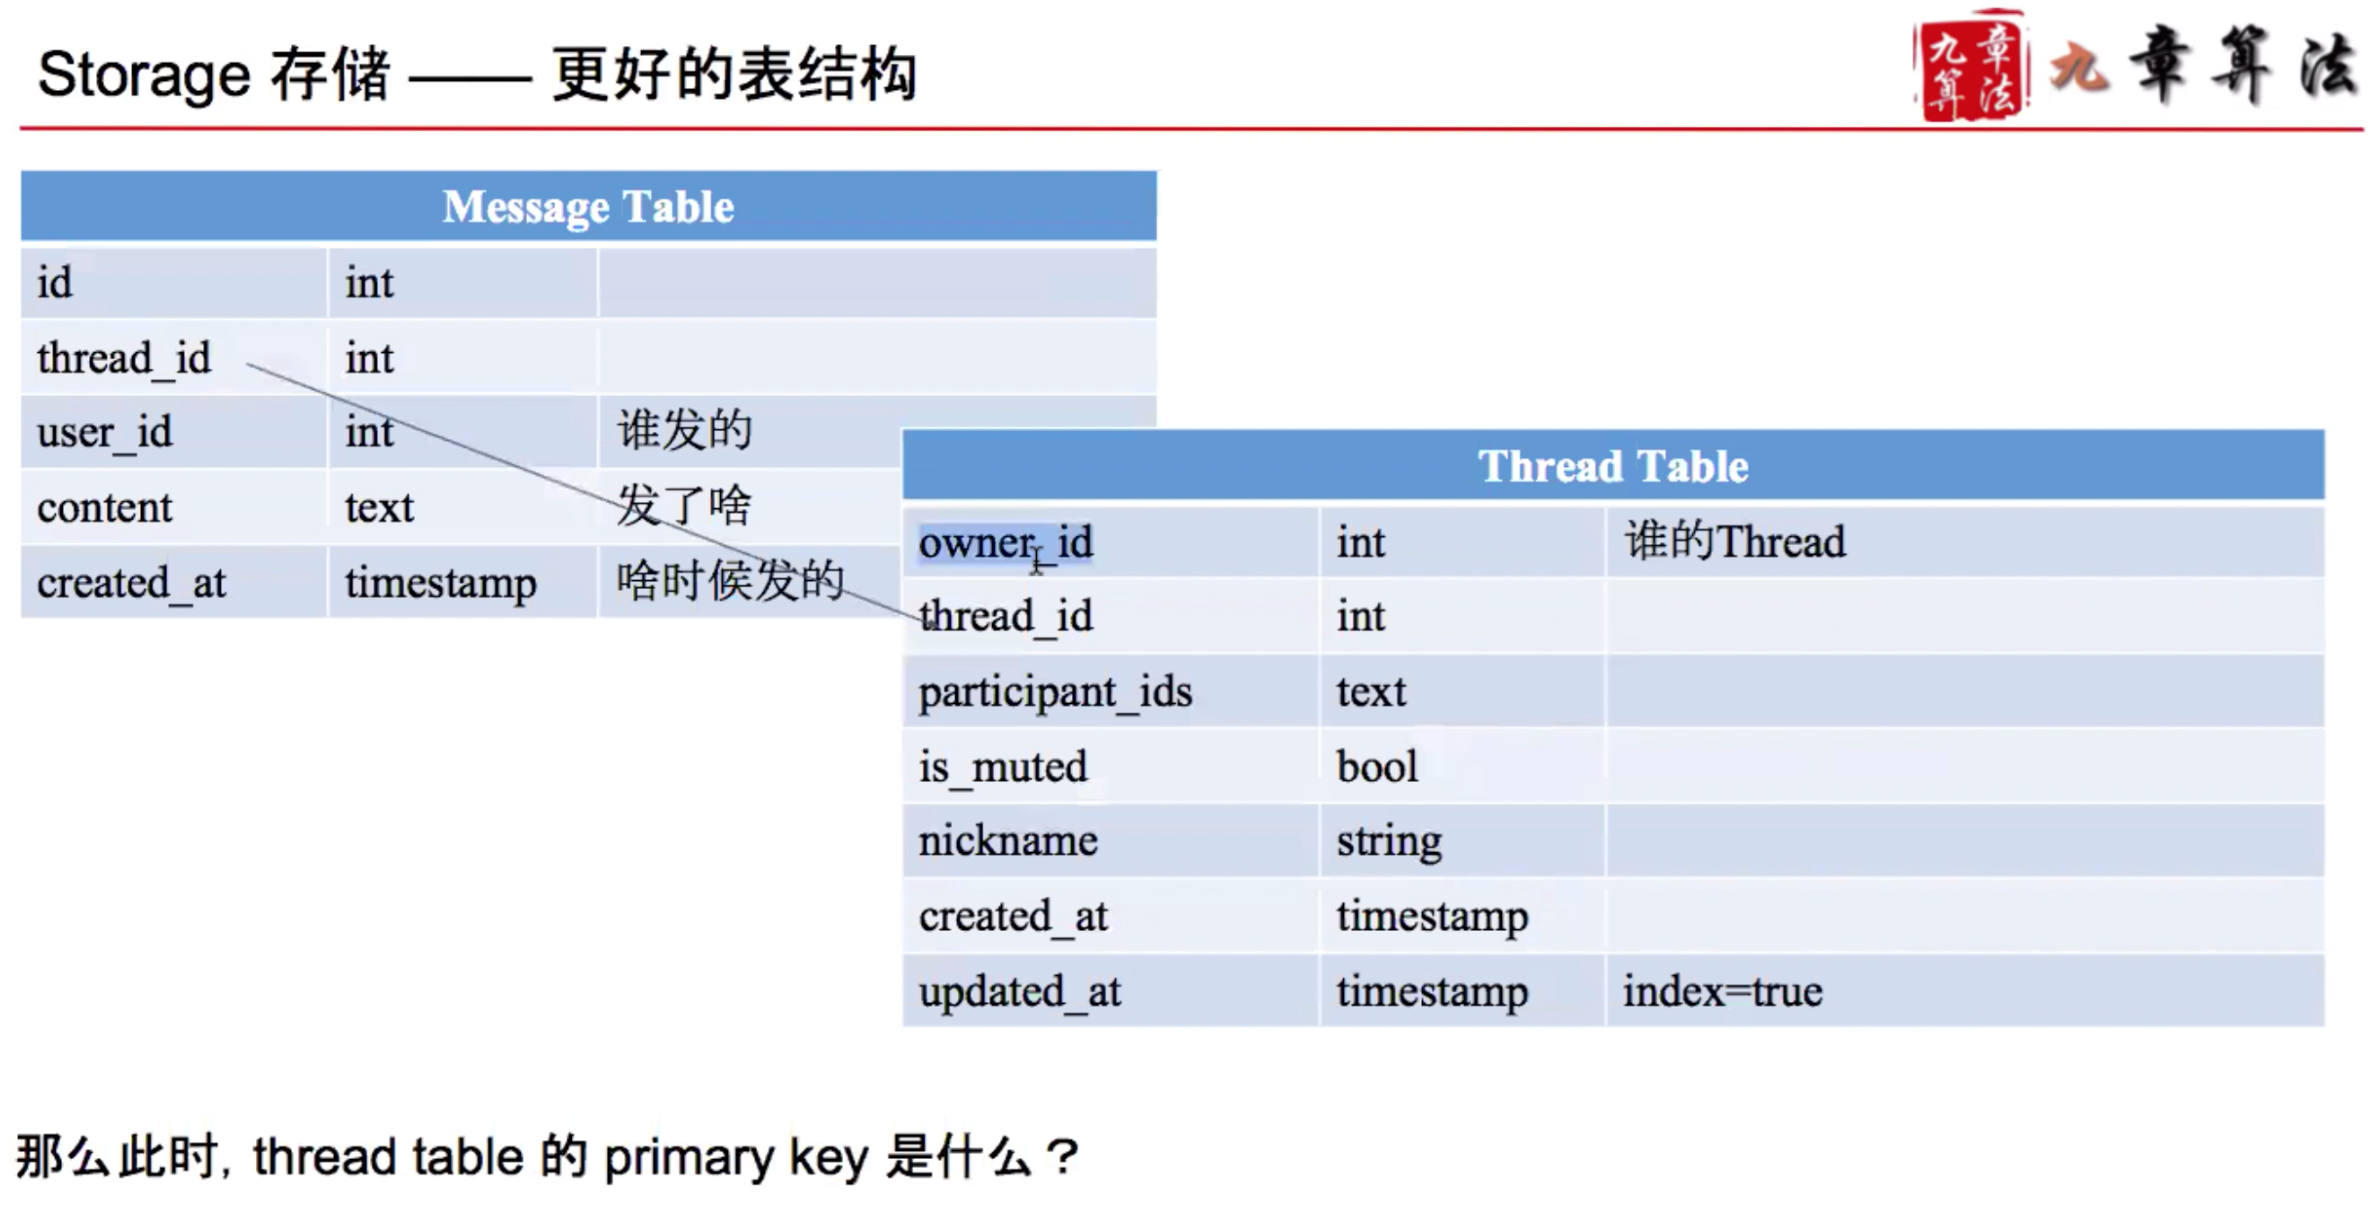 Storage 存储 —— 更好的表结构
九章算法
九章算法
Message Table
id int
thread_id int
user_id int 谁发的
content text 发了啥
created_at timestamp 啥时候发的
Thread Table
owner_id int 谁的Thread
thread_id int
participant_ids text
is_muted bool
nickname string
created_at timestamp
updated_at timestamp index=true
那么此时, thread table 的 primary key 是什么？